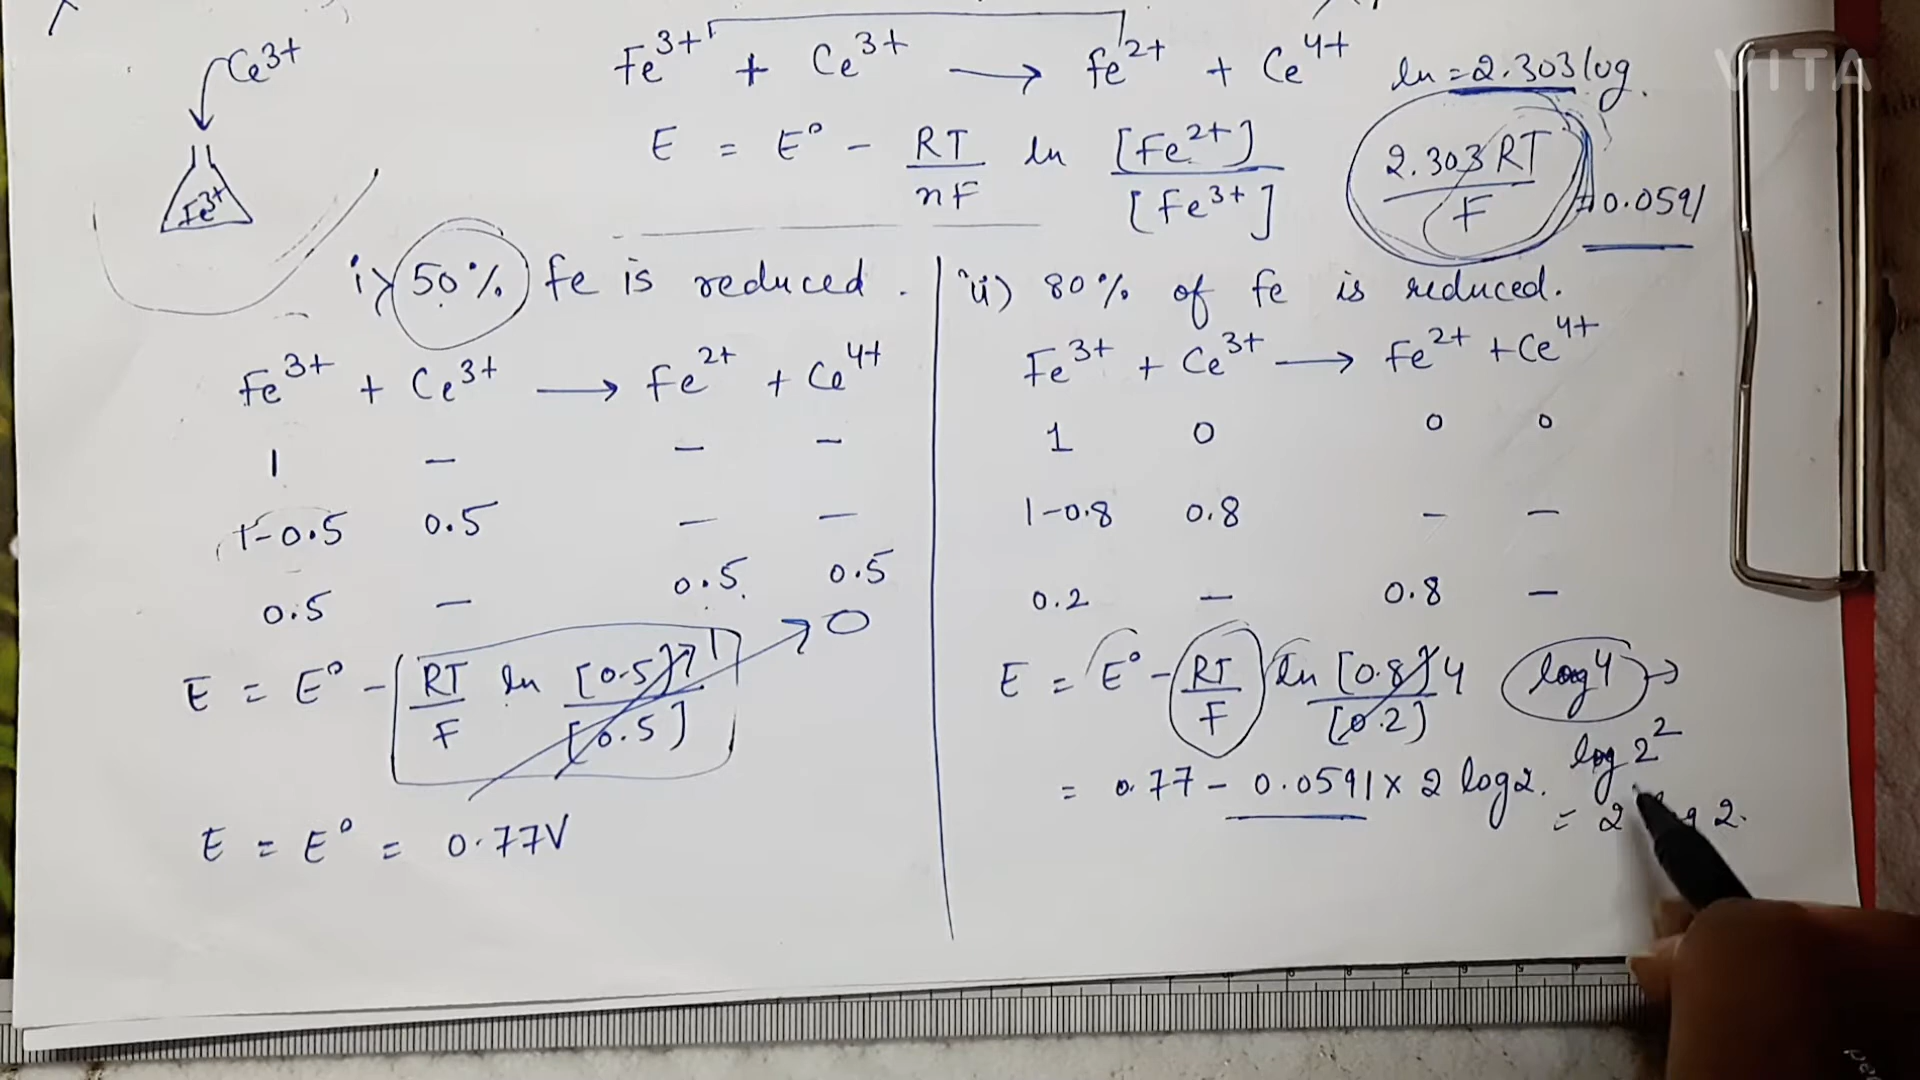 Ce³⁺
Fe³⁺
Fe³⁺ + Ce³⁺ ⟶ Fe²⁺ + Ce⁴⁺
ln = 2.303 log.
VITA
E = E° - RT/nF ln [Fe²⁺]/[Fe³⁺]
2.303 RT/F = 0.0591
i) 50% Fe is reduced.
Fe³⁺ + Ce³⁺ ⟶ Fe²⁺ + Ce⁴⁺
1 — — —
1-0.5 0.5 — —
0.5 — 0.5 0.5
E = E° - RT/F ln [0.5]/[0.5] 1 → 0
E = E° = 0.77V
ii) 80% of Fe is reduced.
Fe³⁺ + Ce³⁺ ⟶ Fe²⁺ + Ce⁴⁺
1 0 0 0
1-0.8 0.8 - —
0.2 — 0.8 —
E = E° - RT/F ln [0.8]/[0.2] 4
log 4 →
log 2²
= 2 log 2.
= 0.77 - 0.0591 × 2 log 2.